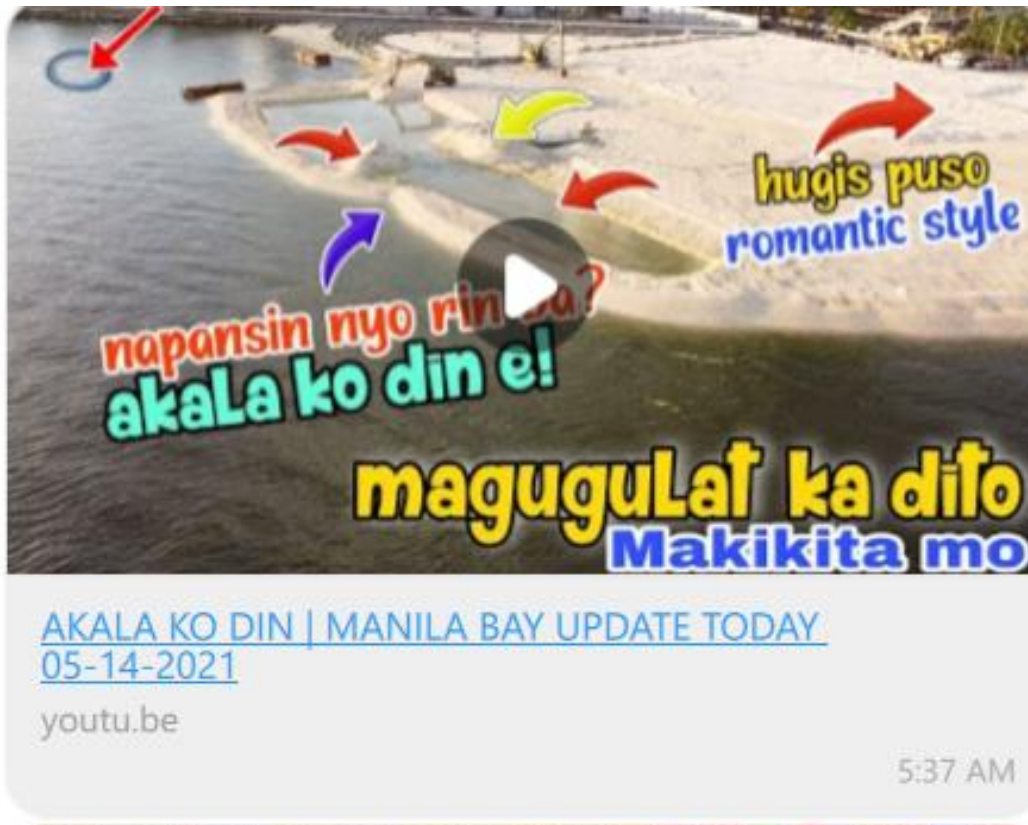 hugis puso
romantic style
napansin nyo rin ba?
akala ko din e!
magugulat ka dito
Makikita mo
AKALA KO DIN | MANILA BAY UPDATE TODAY
05-14-2021
youtu.be
5:37 AM